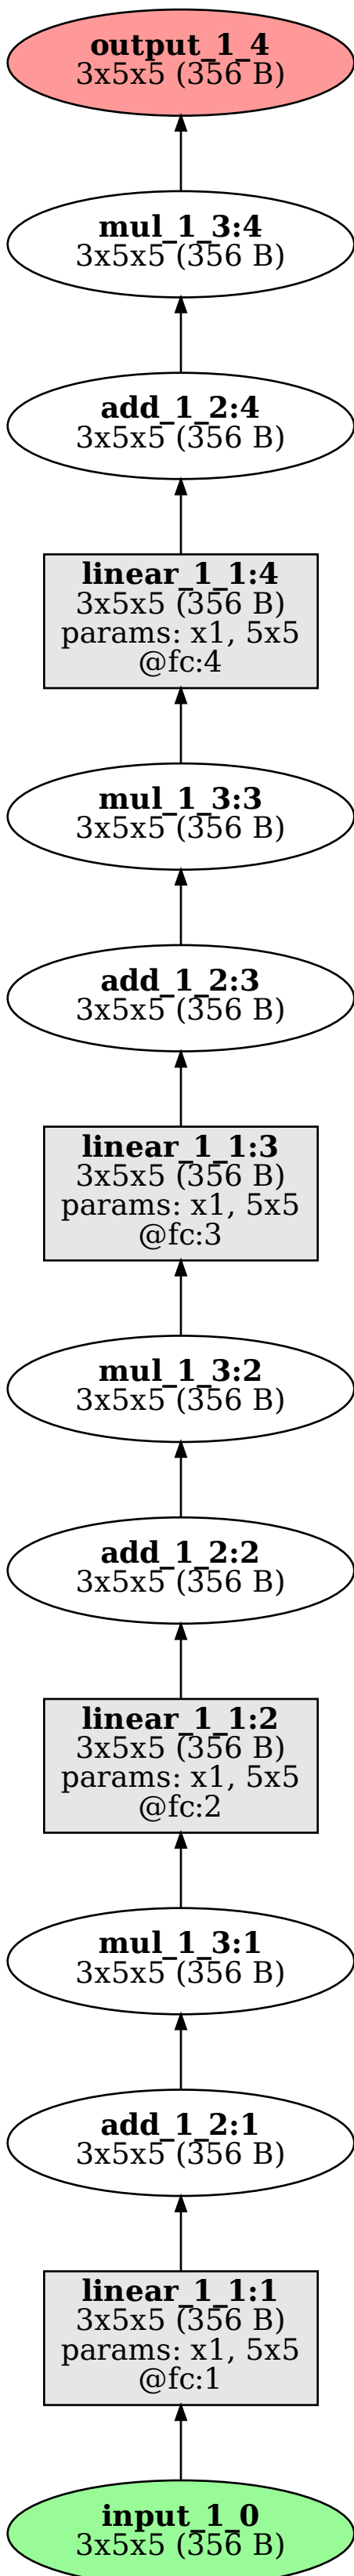 output_1_4
3x5x5 (356 B)
mul_1_3:4
3x5x5 (356 B)
add_1_2:4
3x5x5 (356 B)
linear_1_1:4
3x5x5 (356 B)
params: x1, 5x5
@fc:4
mul_1_3:3
3x5x5 (356 B)
add_1_2:3
3x5x5 (356 B)
linear_1_1:3
3x5x5 (356 B)
params: x1, 5x5
@fc:3
mul_1_3:2
3x5x5 (356 B)
add_1_2:2
3x5x5 (356 B)
linear_1_1:2
3x5x5 (356 B)
params: x1, 5x5
@fc:2
mul_1_3:1
3x5x5 (356 B)
add_1_2:1
3x5x5 (356 B)
linear_1_1:1
3x5x5 (356 B)
params: x1, 5x5
@fc:1
input_1_0
3x5x5 (356 B)